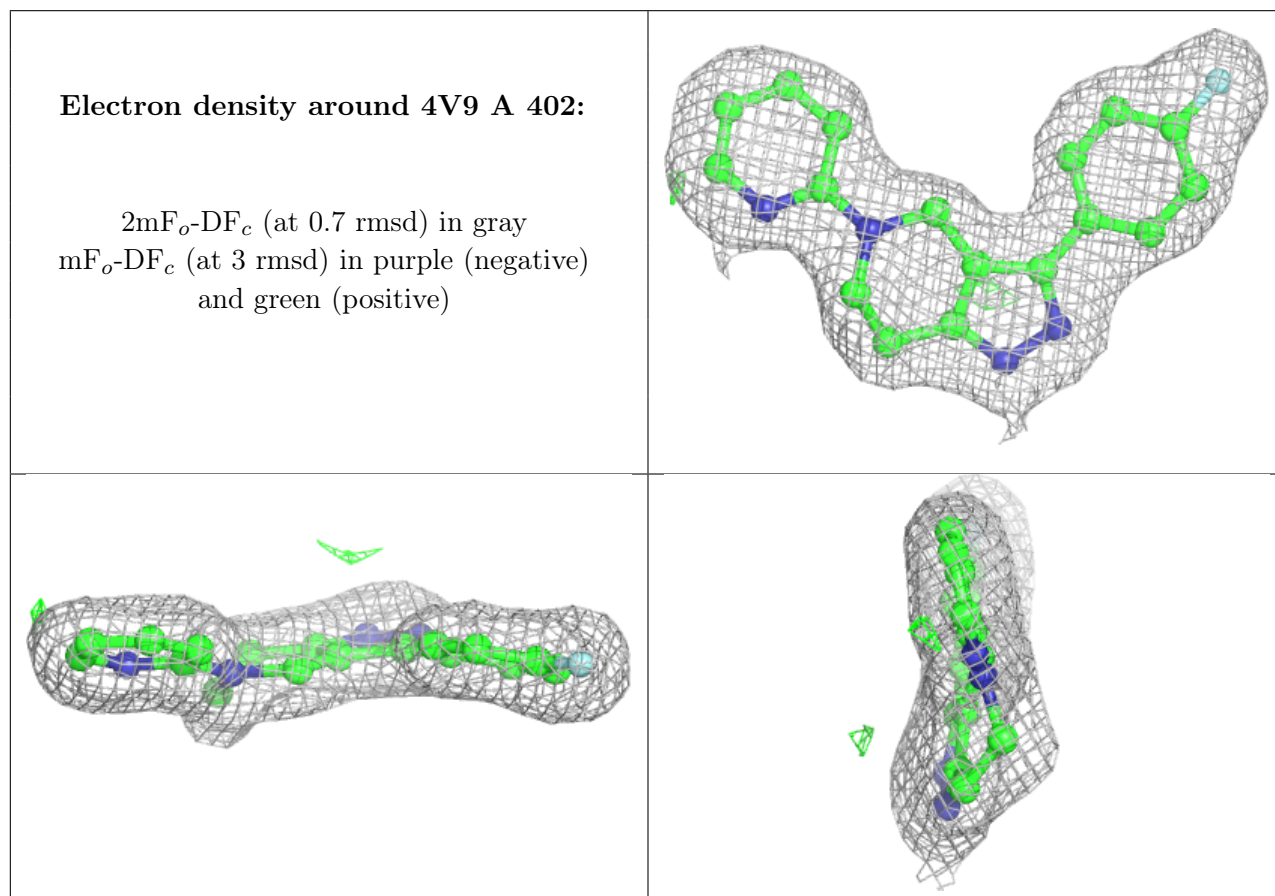 Electron density around 4V9 A 402:
2mFo-DFc (at 0.7 rmsd) in gray
mFo-DFc (at 3 rmsd) in purple (negative)
and green (positive)